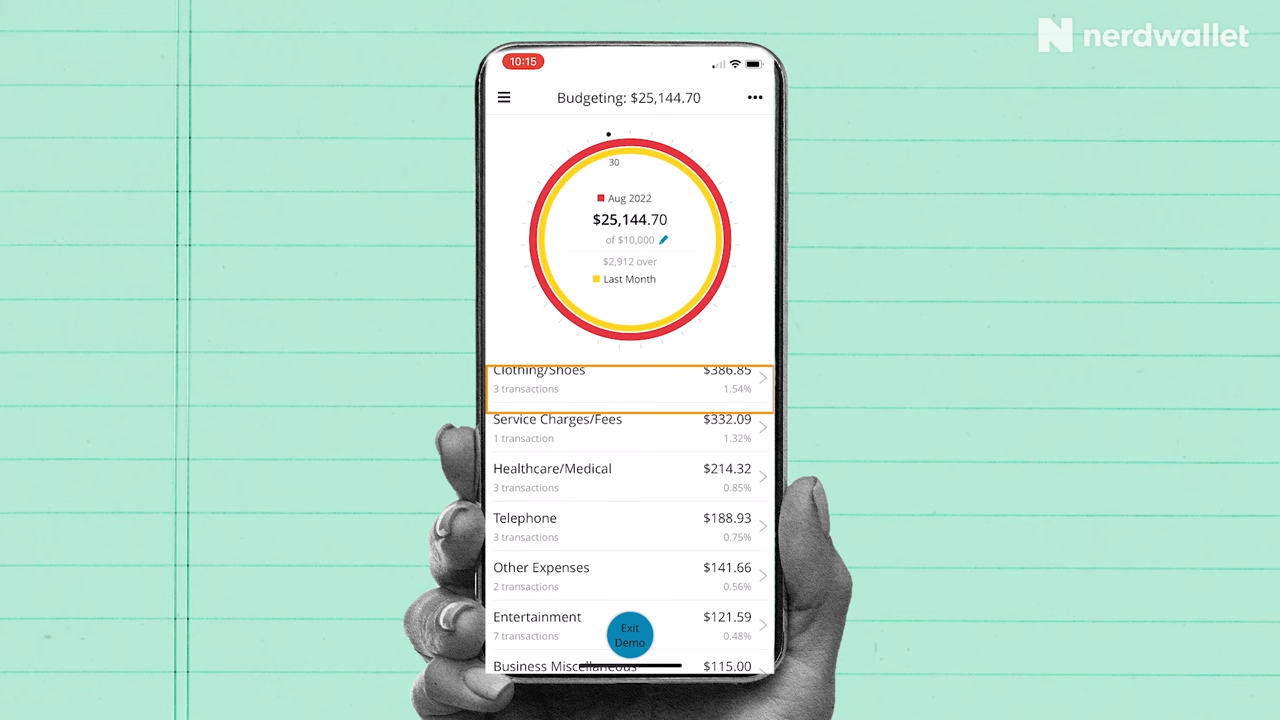 nerdwallet
10:15
Budgeting: $25,144.70
30
Aug 2022
$25,144.70
of $10,000
$2,912 over
Last Month
Clothing/Shoes $386.85
3 transactions 1.54%
Service Charges/Fees $332.09
1 transaction 1.32%
Healthcare/Medical $214.32
3 transactions 0.85%
Telephone $188.93
3 transactions 0.75%
Other Expenses $141.66
2 transactions 0.56%
Entertainment $121.59
7 transactions 0.48%
Exit
Demo
Business Miscellaneous $115.00